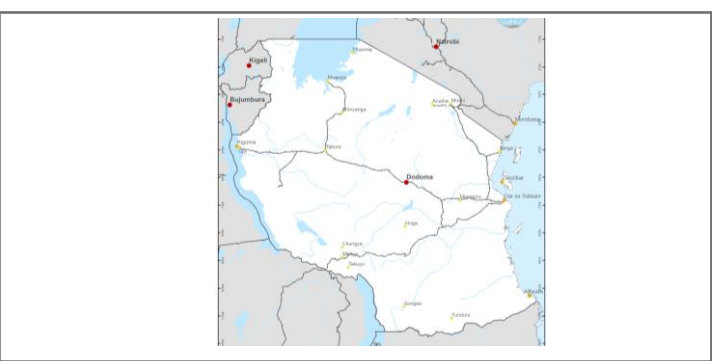 Nairobi
Musoma
Kigali
Mwanza
Bujumbura
Shinyanga
Arusha
Moshi
Mombasa
Kigoma
Tabora
Tanga
Dodoma
Zanzibar
Morogoro
Dar es Salaam
Iringa
Chunya
Mbeya
Tukuyu
Songea
Tunduru